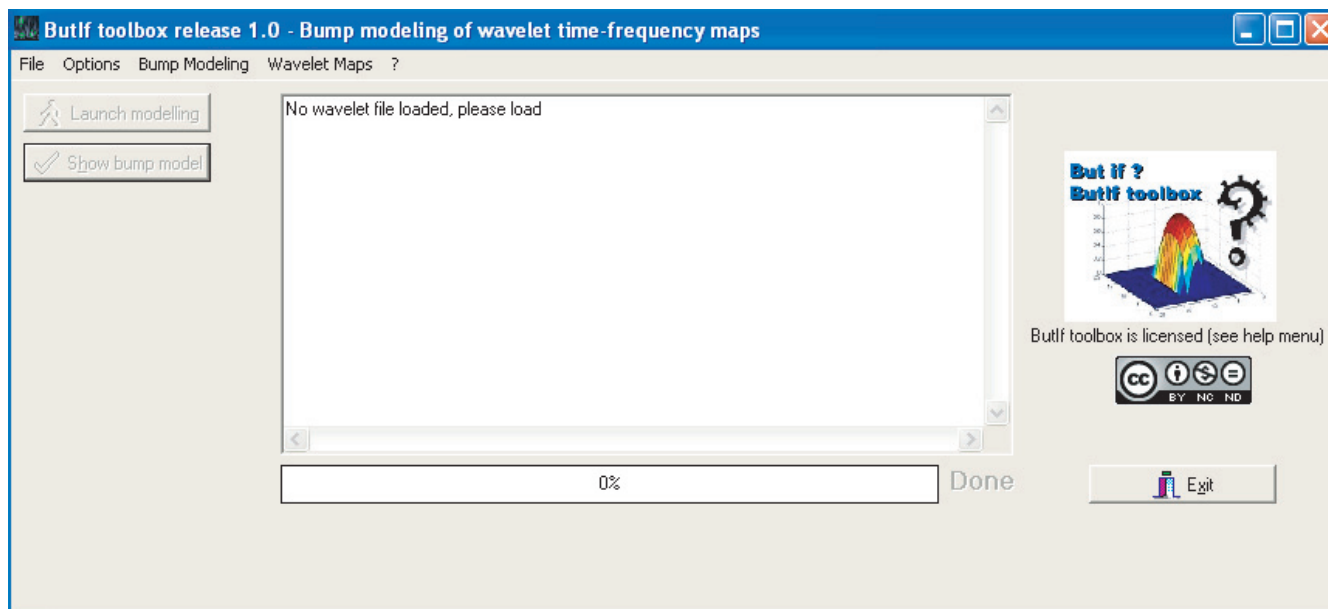 ButIf toolbox release 1.0 - Bump modeling of wavelet time-frequency maps
File Options Bump Modeling Wavelet Maps ?
Launch modelling
Show bump model
No wavelet file loaded, please load
But if ?
ButIf toolbox
ButIf toolbox is licensed (see help menu)
cc
BY NC ND
0%
Done
Exit